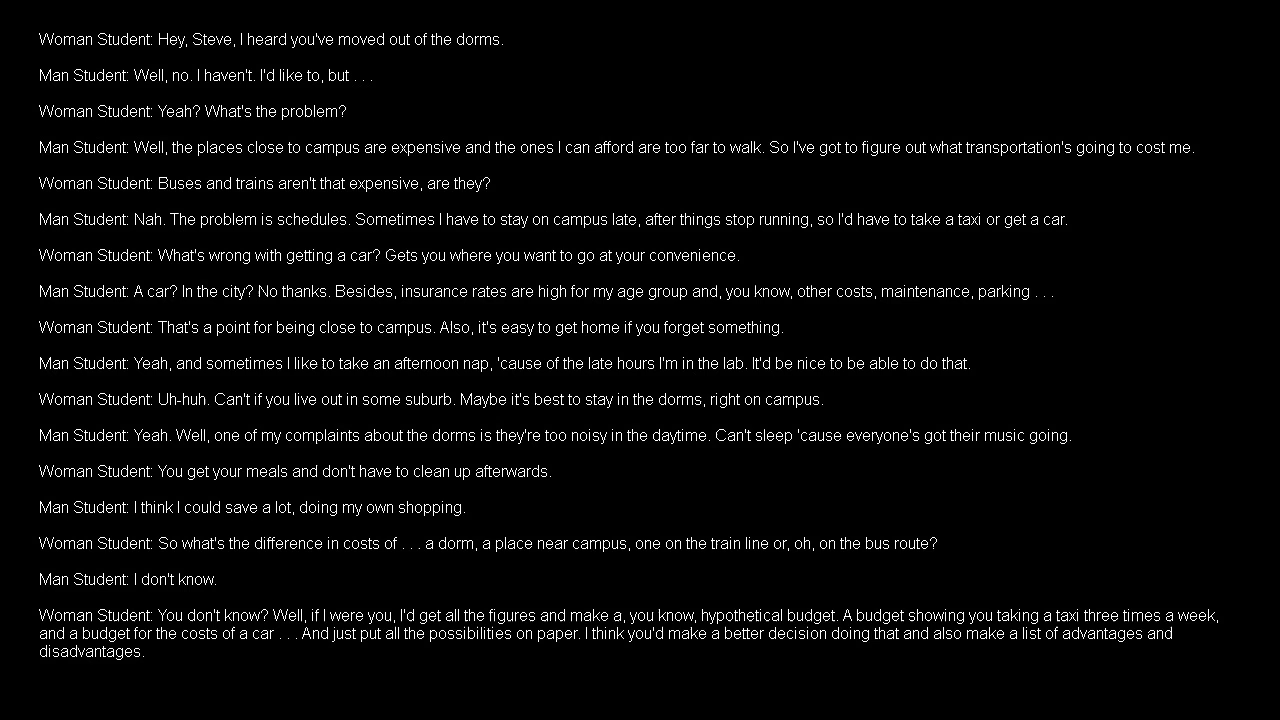 Woman Student: Hey, Steve, I heard you've moved out of the dorms.
Man Student: Well, no. I haven't. I'd like to, but . . .
Woman Student: Yeah? What's the problem?
Man Student: Well, the places close to campus are expensive and the ones I can afford are too far to walk. So I've got to figure out what transportation's going to cost me.
Woman Student: Buses and trains aren't that expensive, are they?
Man Student: Nah. The problem is schedules. Sometimes I have to stay on campus late, after things stop running, so I'd have to take a taxi or get a car.
Woman Student: What's wrong with getting a car? Gets you where you want to go at your convenience.
Man Student: A car? In the city? No thanks. Besides, insurance rates are high for my age group and, you know, other costs, maintenance, parking . . .
Woman Student: That's a point for being close to campus. Also, it's easy to get home if you forget something.
Man Student: Yeah, and sometimes I like to take an afternoon nap, 'cause of the late hours I'm in the lab. It'd be nice to be able to do that.
Woman Student: Uh-huh. Can't if you live out in some suburb. Maybe it's best to stay in the dorms, right on campus.
Man Student: Yeah. Well, one of my complaints about the dorms is they're too noisy in the daytime. Can't sleep 'cause everyone's got their music going.
Woman Student: You get your meals and don't have to clean up afterwards.
Man Student: I think I could save a lot, doing my own shopping.
Woman Student: So what's the difference in costs of . . . a dorm, a place near campus, one on the train line or, oh, on the bus route?
Man Student: I don't know.
Woman Student: You don't know? Well, if I were you, I'd get all the figures and make a, you know, hypothetical budget. A budget showing you taking a taxi three times a week,
and a budget for the costs of a car . . . And just put all the possibilities on paper. I think you'd make a better decision doing that and also make a list of advantages and
disadvantages.